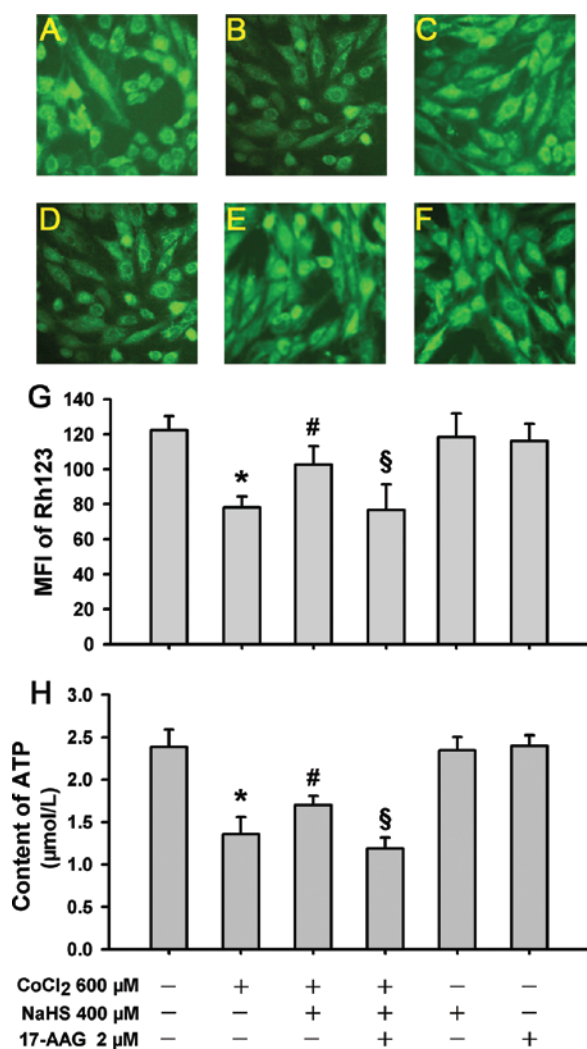 A B C
D E F
G
MFI of Rh123
140
120
100
80
60
40
20
0
* # §
H
Content of ATP
(μmol/L)
3.0
2.5
2.0
1.5
1.0
0.5
0.0
* # §
CoCl2 600 μM – + + + – –
NaHS 400 μM – – + + + –
17-AAG 2 μM – – – + – +